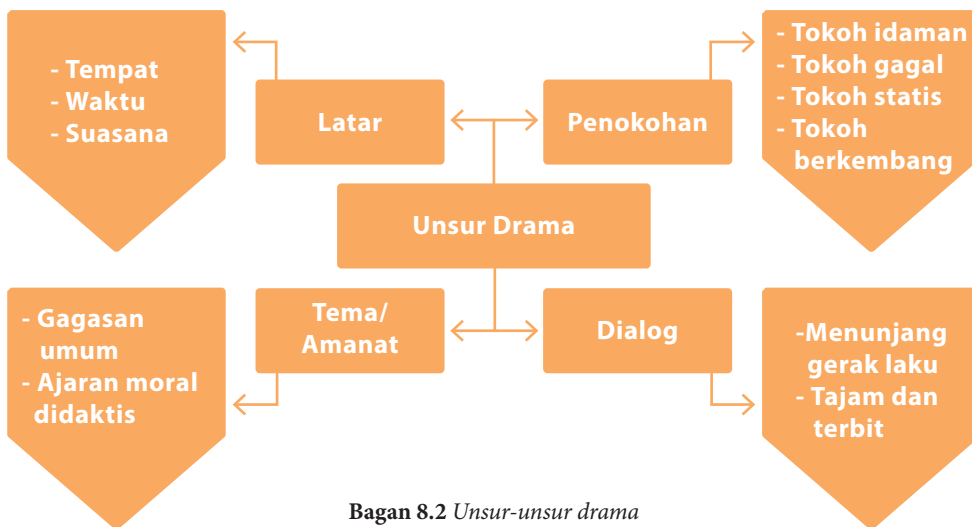 - Tempat
- Waktu
- Suasana
Latar
Penokohan
- Tokoh idaman
- Tokoh gagal
- Tokoh statis
- Tokoh
berkembang
Unsur Drama
- Gagasan
umum
- Ajaran moral
didaktis
Tema/
Amanat
Dialog
-Menunjang
gerak laku
- Tajam dan
terbit
Bagan 8.2 Unsur-unsur drama